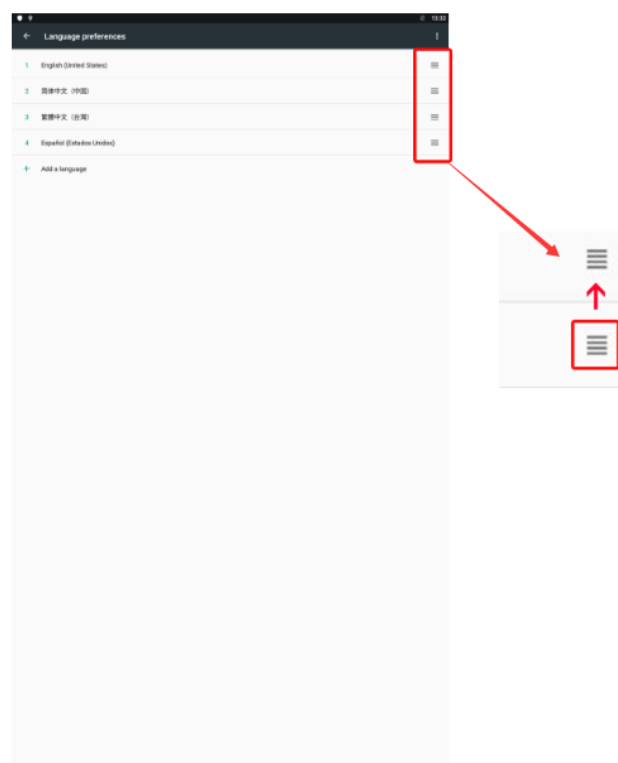 19:33
Language preferences
1 English (United States)
2 简体中文 (中国)
3 繁體中文 (台灣)
4 Español (Estados Unidos)
+ Add a language